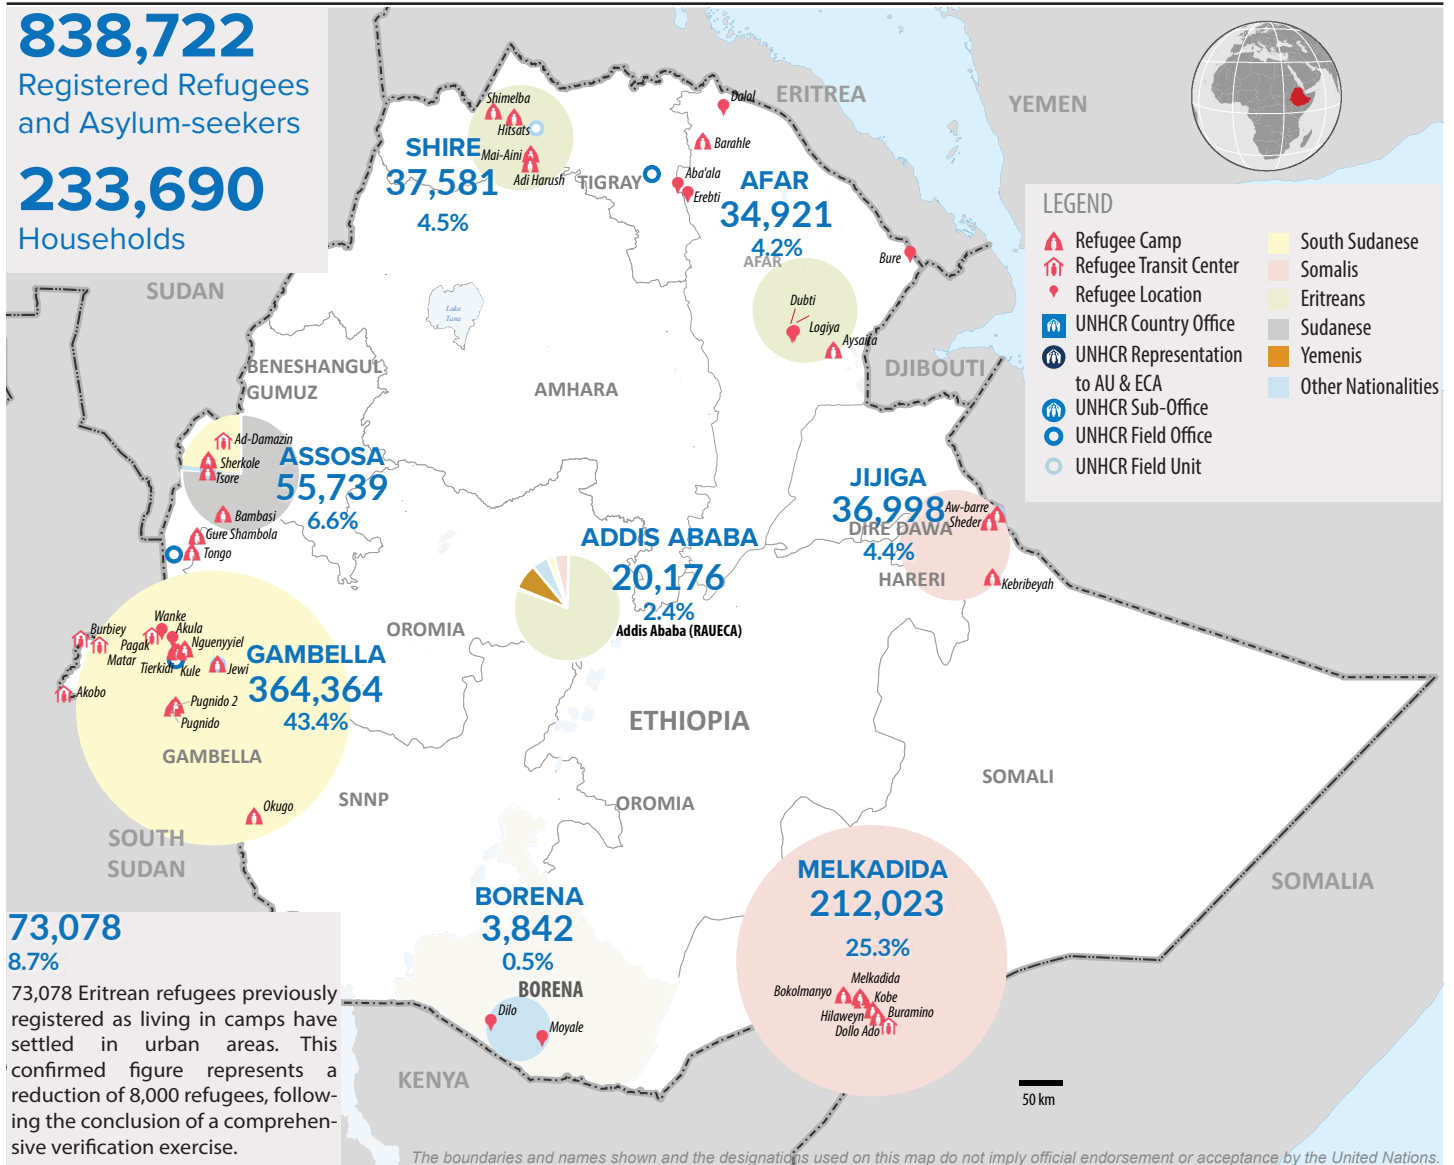 838,722
Registered Refugees
and Asylum-seekers
233,690
Households
ERITREA
YEMEN
SUDAN
DJIBOUTI
SOUTH
SUDAN
KENYA
SOMALIA
ETHIOPIA
TIGRAY
AFAR
AMHARA
BENESHANGUL
GUMUZ
OROMIA
OROMIA
SNNP
GAMBELLA
SOMALI
DIRE DAWA
HARERI
BORENA
Lake
Tana
SHIRE
37,581
4.5%
Shimelba
Hitsats
Mai-Aini
Adi Harush
AFAR
34,921
4.2%
Dalol
Barahle
Aba'ala
Erebti
Bure
Dubti
Logiya
Aysaita
ASSOSA
55,739
6.6%
Ad-Damazin
Sherkole
Tsore
Bambasi
Gure Shambola
Tongo
JIJIGA
36,998
4.4%
Aw-barre
Sheder
Kebribeyah
ADDIS ABABA
20,176
2.4%
Addis Ababa (RAUECA)
GAMBELLA
364,364
43.4%
Wanke
Burbiey
Akula
Pagak
Nguenyyiel
Matar
Tierkidi
Kule
Jewi
Akobo
Pugnido 2
Pugnido
Okugo
BORENA
3,842
0.5%
Dilo
Moyale
MELKADIDA
212,023
25.3%
Melkadida
Bokolmanyo
Kobe
Hilaweyn
Buramino
Dollo Ado
LEGEND
Refugee Camp
Refugee Transit Center
Refugee Location
UNHCR Country Office
UNHCR Representation
to AU & ECA
UNHCR Sub-Office
UNHCR Field Office
UNHCR Field Unit
South Sudanese
Somalis
Eritreans
Sudanese
Yemenis
Other Nationalities
73,078
8.7%
73,078 Eritrean refugees previously
registered as living in camps have
settled in urban areas. This
confirmed figure represents a
reduction of 8,000 refugees, follow-
ing the conclusion of a comprehen-
sive verification exercise.
50 km
The boundaries and names shown and the designations used on this map do not imply official endorsement or acceptance by the United Nations.